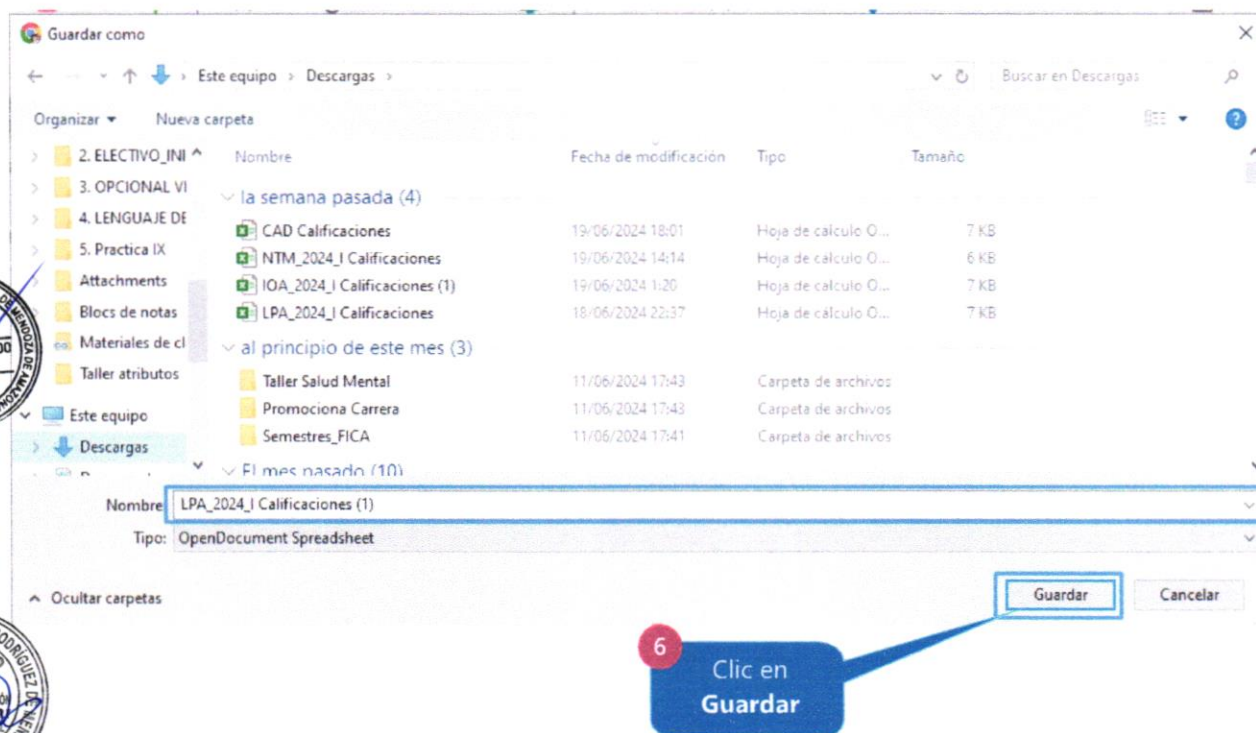 Guardar como
Este equipo > Descargas >
Buscar en Descargas
Organizar
Nueva carpeta
2. ELECTIVO_INI
3. OPCIONAL VI
4. LENGUAJE DE
5. Practica IX
Attachments
Blocs de notas
Materiales de cl
Taller atributos
Este equipo
Descargas
Nombre Fecha de modificación Tipo Tamaño
la semana pasada (4)
CAD Calificaciones 19/06/2024 18:01 Hoja de cálculo O... 7 KB
NTM_2024_I Calificaciones 19/06/2024 14:14 Hoja de cálculo O... 6 KB
IOA_2024_I Calificaciones (1) 19/06/2024 1:20 Hoja de cálculo O... 7 KB
LPA_2024_I Calificaciones 18/06/2024 22:37 Hoja de cálculo O... 7 KB
al principio de este mes (3)
Taller Salud Mental 11/06/2024 17:43 Carpeta de archivos
Promociona Carrera 11/06/2024 17:43 Carpeta de archivos
Semestres_FICA 11/06/2024 17:41 Carpeta de archivos
El mes pasado (10)
Nombre LPA_2024_I Calificaciones (1)
Tipo: OpenDocument Spreadsheet
Ocultar carpetas
Guardar
Cancelar
6
Clic en
Guardar
DE MENDOZA DE
RODRÍGUEZ DE